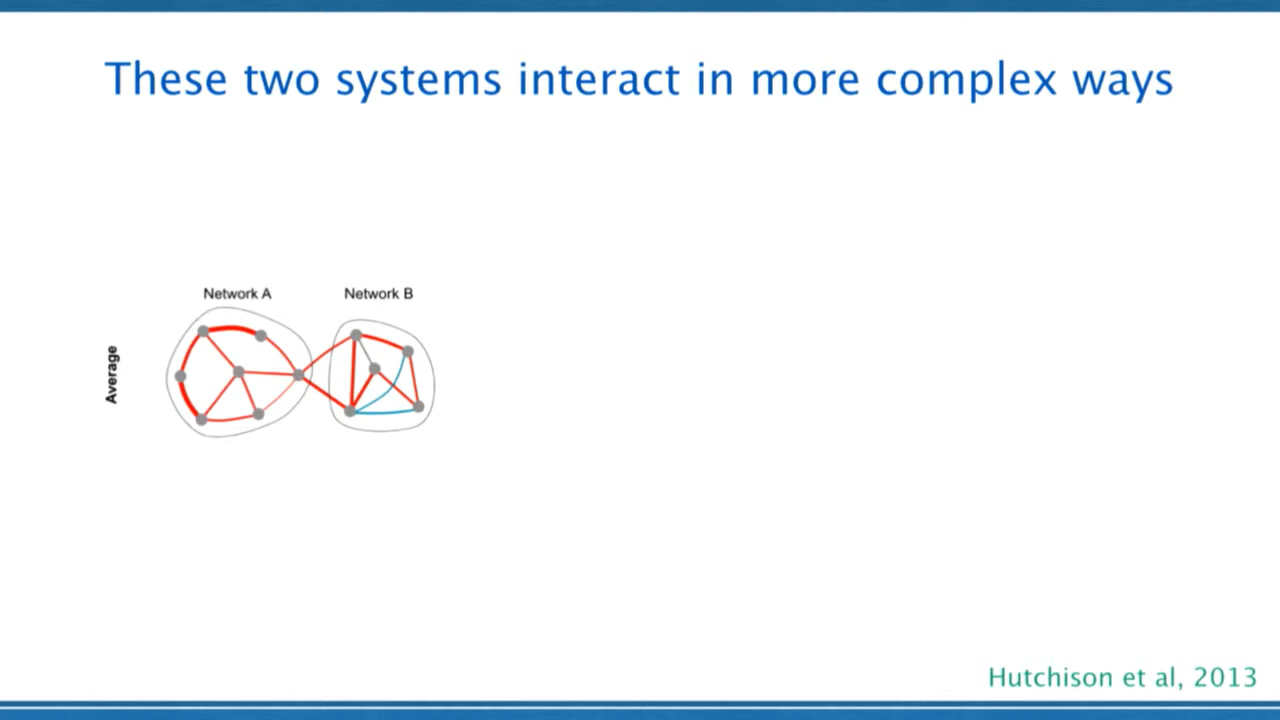 These two systems interact in more complex ways
Network A
Network B
Average
Hutchison et al, 2013